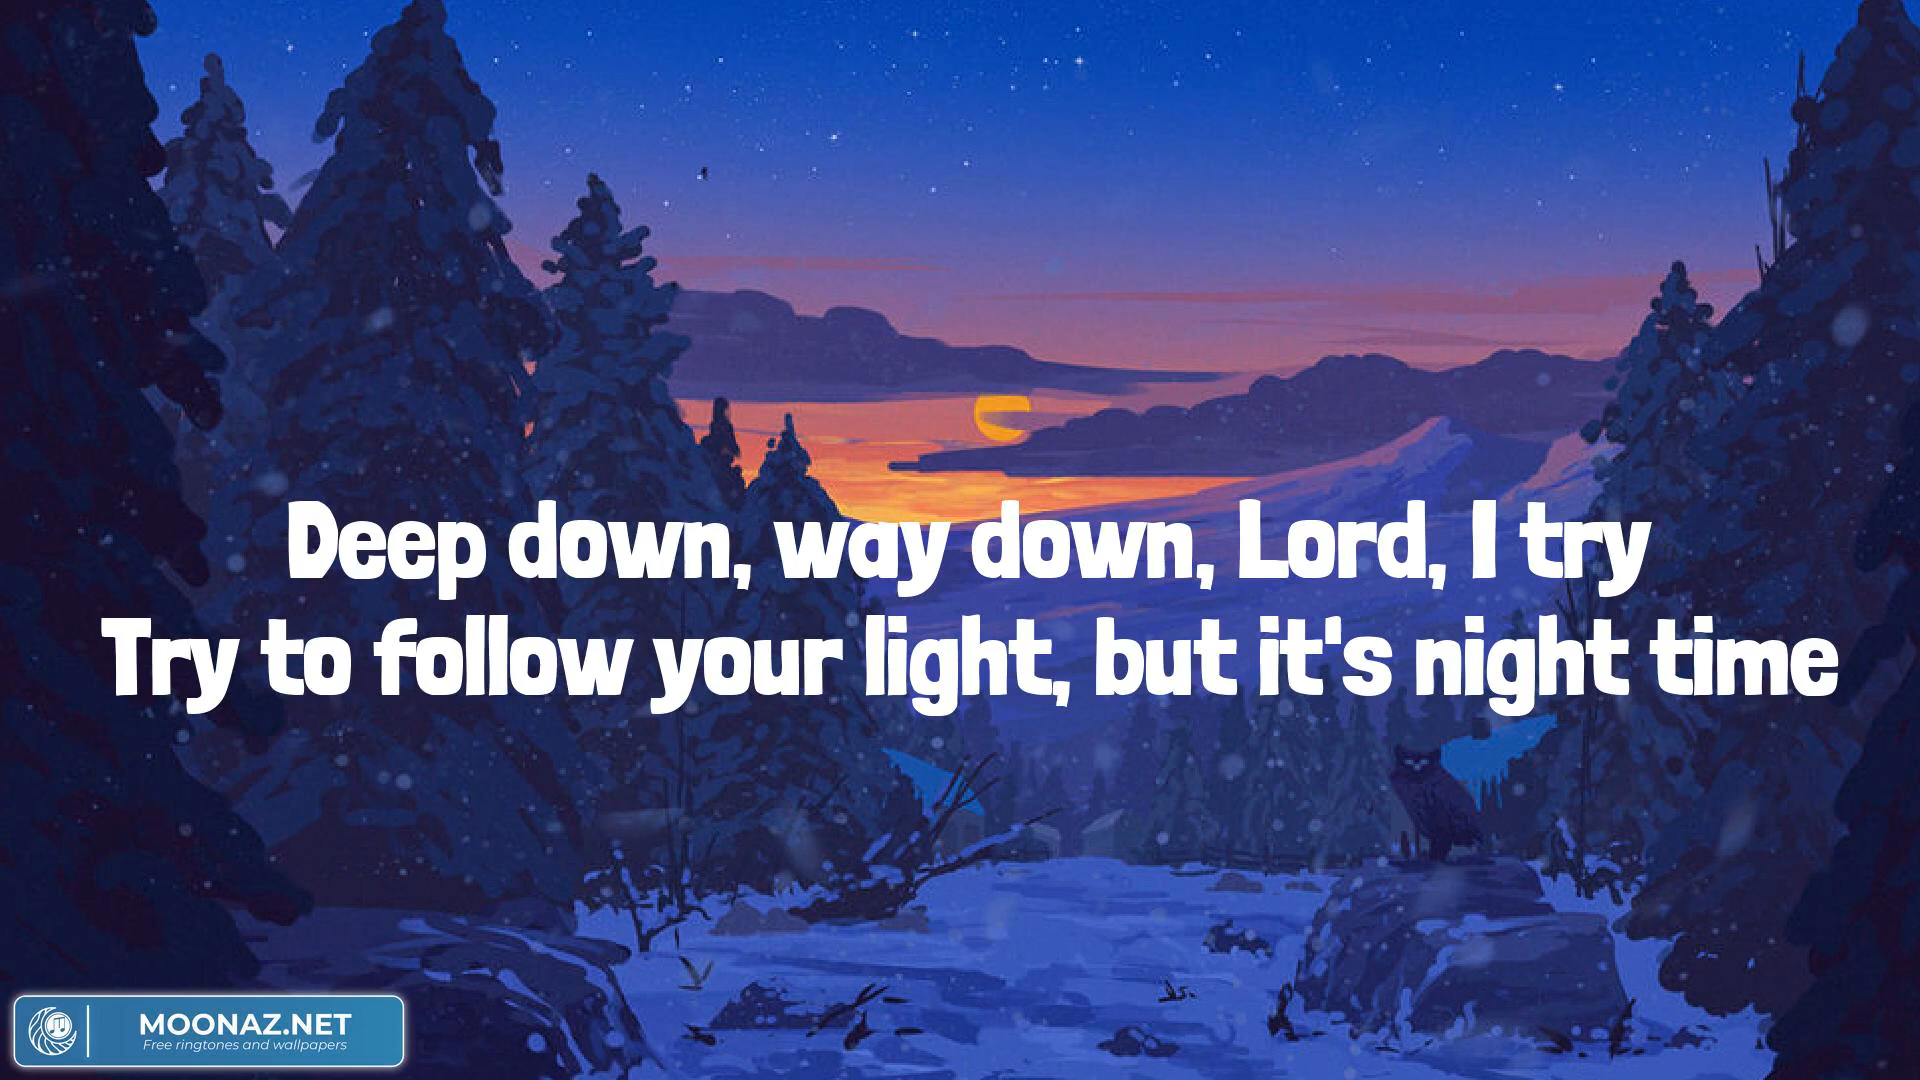 Deep down, way down, Lord, I try
Try to follow your light, but it's night time
MOONAZ.NET
Free ringtones and wallpapers